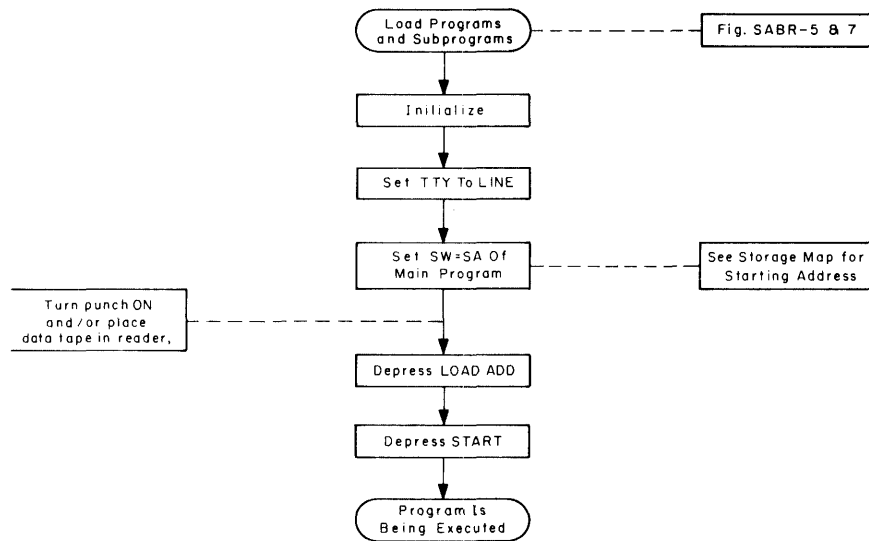 Load Programs
and Subprograms
Fig. SABR-5 & 7
Initialize
Set TTY To LINE
Set SW=SA Of
Main Program
See Storage Map for
Starting Address
Turn punch ON
and/or place
data tape in reader,
Depress LOAD ADD
Depress START
Program Is
Being Executed